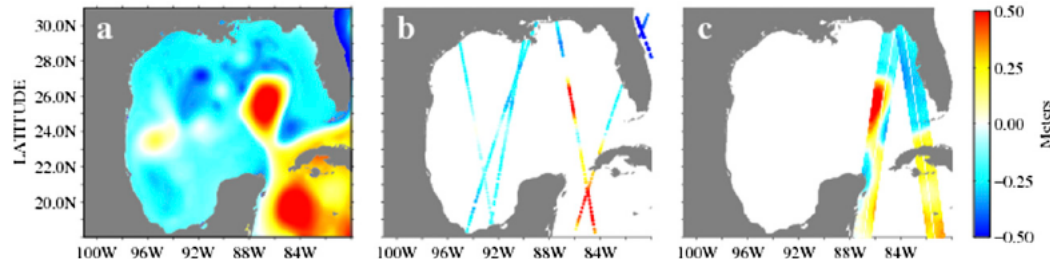 a b c
30.0N
28.0N
26.0N
24.0N
22.0N
20.0N
LATITUDE
100W 96W 92W 88W 84W 100W 96W 92W 88W 84W 100W 96W 92W 88W 84W
0.50
0.25
0.00
-0.25
-0.50
Meters